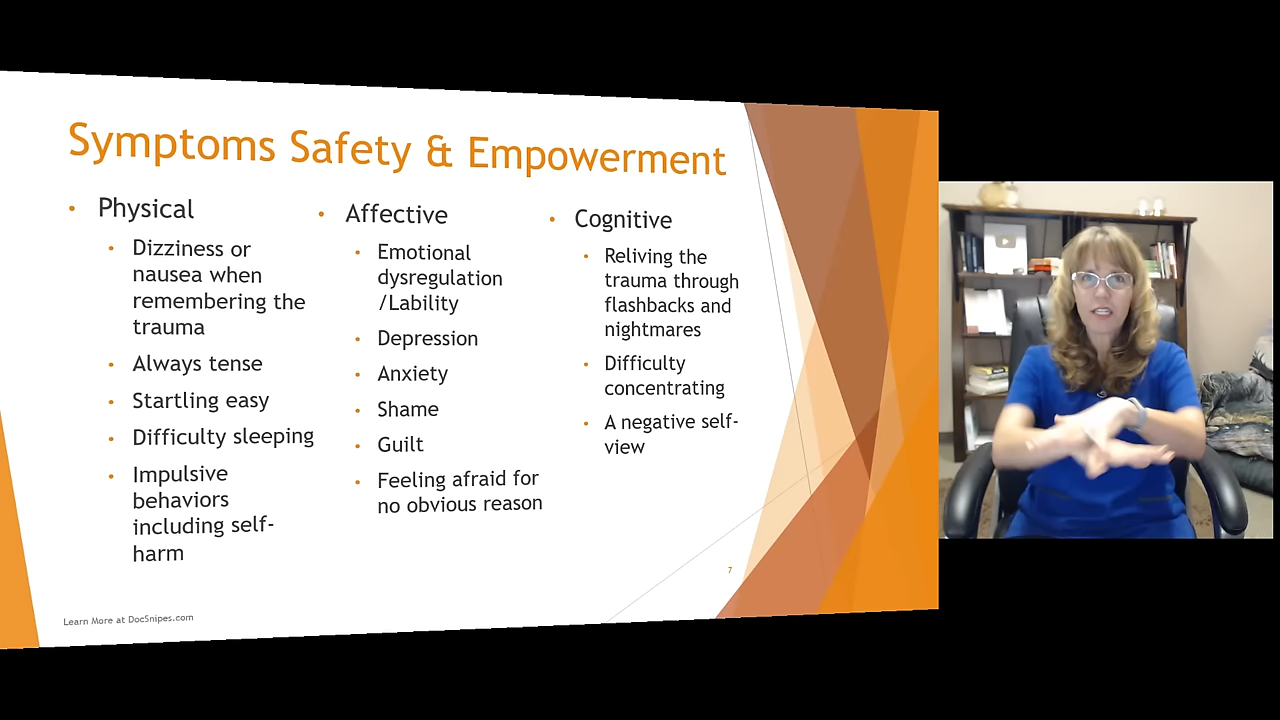 Symptoms Safety & Empowerment
• Physical
• Dizziness or
nausea when
remembering the
trauma
• Always tense
• Startling easy
• Difficulty sleeping
• Impulsive
behaviors
including self-
harm
• Affective
• Emotional
dysregulation
/Lability
• Depression
• Anxiety
• Shame
• Guilt
• Feeling afraid for
no obvious reason
• Cognitive
• Reliving the
trauma through
flashbacks and
nightmares
• Difficulty
concentrating
• A negative self-
view
7
Learn More at DocSnipes.com